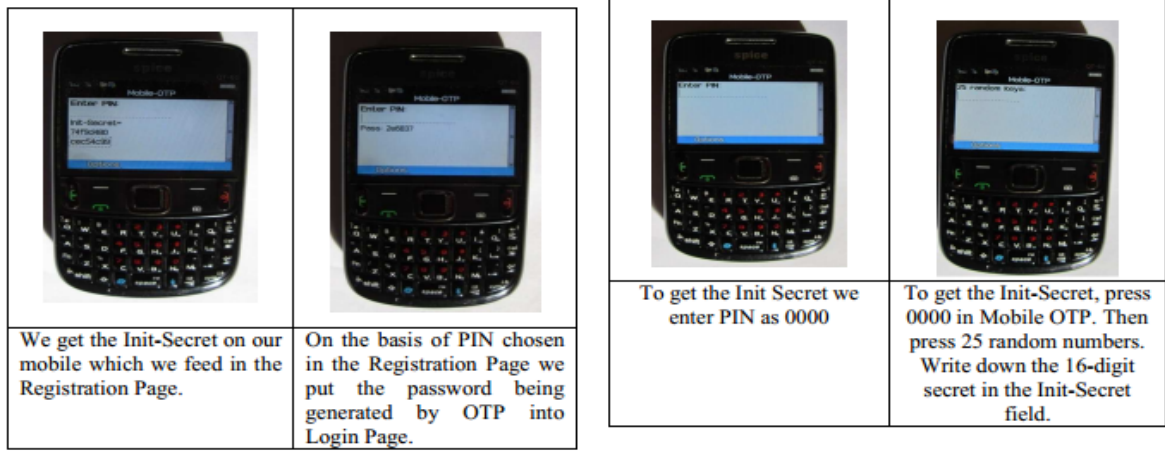 spice
Mobile-OTP
Enter PIN:
Init-Secret=
We get the Init-Secret on our
mobile which we feed in the
Registration Page.
spice
Mobile-OTP
Enter PIN:
Pass: 2e6837
Options
On the basis of PIN chosen
in the Registration Page we
put the password being
generated by OTP into
Login Page.
spice
Mobile-OTP
Enter PIN
Options
To get the Init Secret we
enter PIN as 0000
spice
Mobile-OTP
25 random Keys:
Options
To get the Init-Secret, press
0000 in Mobile OTP. Then
press 25 random numbers.
Write down the 16-digit
secret in the Init-Secret
field.